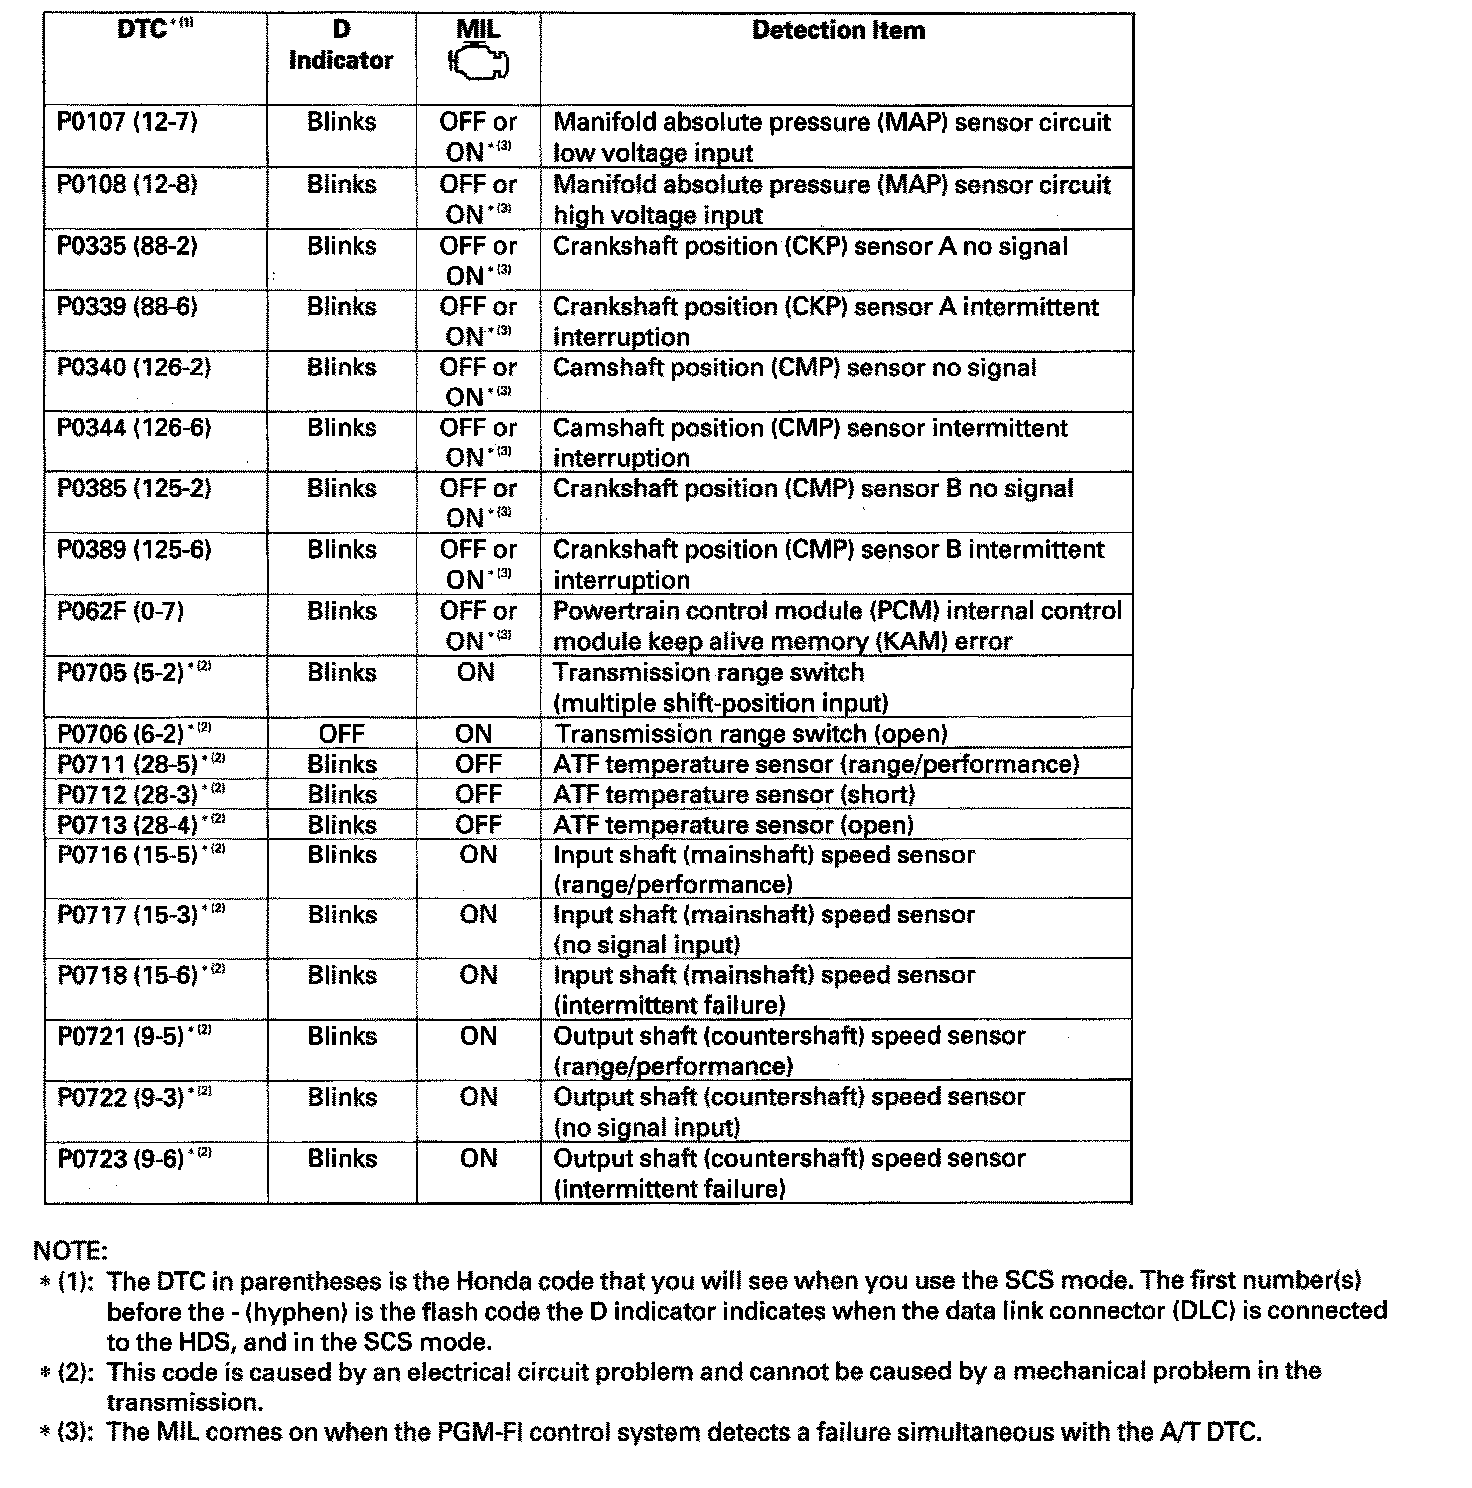 DTC*(1) D MIL Detection Item
Indicator
P0107 (12-7) Blinks OFF or Manifold absolute pressure (MAP) sensor circuit
ON*(3) low voltage input
P0108 (12-8) Blinks OFF or Manifold absolute pressure (MAP) sensor circuit
ON*(3) high voltage input
P0335 (88-2) Blinks OFF or Crankshaft position (CKP) sensor A no signal
ON*(3)
P0339 (88-6) Blinks OFF or Crankshaft position (CKP) sensor A intermittent
ON*(3) interruption
P0340 (126-2) Blinks OFF or Camshaft position (CMP) sensor no signal
ON*(3)
P0344 (126-6) Blinks OFF or Camshaft position (CMP) sensor intermittent
ON*(3) interruption
P0385 (125-2) Blinks OFF or Crankshaft position (CMP) sensor B no signal
ON*(3)
P0389 (125-6) Blinks OFF or Crankshaft position (CMP) sensor B intermittent
ON*(3) interruption
P062F (0-7) Blinks OFF or Powertrain control module (PCM) internal control
ON*(3) module keep alive memory (KAM) error
P0705 (5-2)*(2) Blinks ON Transmission range switch
(multiple shift-position input)
P0706 (6-2)*(2) OFF ON Transmission range switch (open)
P0711 (28-5)*(2) Blinks OFF ATF temperature sensor (range/performance)
P0712 (28-3)*(2) Blinks OFF ATF temperature sensor (short)
P0713 (28-4)*(2) Blinks OFF ATF temperature sensor (open)
P0716 (15-5)*(2) Blinks ON Input shaft (mainshaft) speed sensor
(range/performance)
P0717 (15-3)*(2) Blinks ON Input shaft (mainshaft) speed sensor
(no signal input)
P0718 (15-6)*(2) Blinks ON Input shaft (mainshaft) speed sensor
(intermittent failure)
P0721 (9-5)*(2) Blinks ON Output shaft (countershaft) speed sensor
(range/performance)
P0722 (9-3)*(2) Blinks ON Output shaft (countershaft) speed sensor
(no signal input)
P0723 (9-6)*(2) Blinks ON Output shaft (countershaft) speed sensor
(intermittent failure)
NOTE:
* (1): The DTC in parentheses is the Honda code that you will see when you use the SCS mode. The first number(s)
before the - (hyphen) is the flash code the D indicator indicates when the data link connector (DLC) is connected
to the HDS, and in the SCS mode.
* (2): This code is caused by an electrical circuit problem and cannot be caused by a mechanical problem in the
transmission.
* (3): The MIL comes on when the PGM-FI control system detects a failure simultaneous with the A/T DTC.